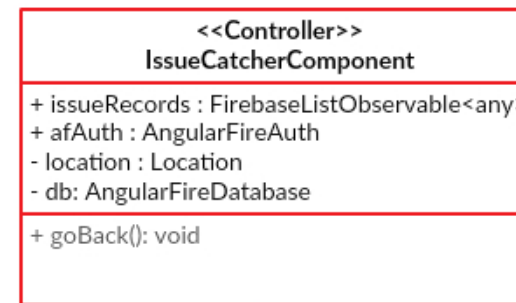 <<Controller>>
IssueCatcherComponent
+ issueRecords : FirebaseListObservable<any
+ afAuth : AngularFireAuth
- location : Location
- db: AngularFireDatabase
+ goBack(): void